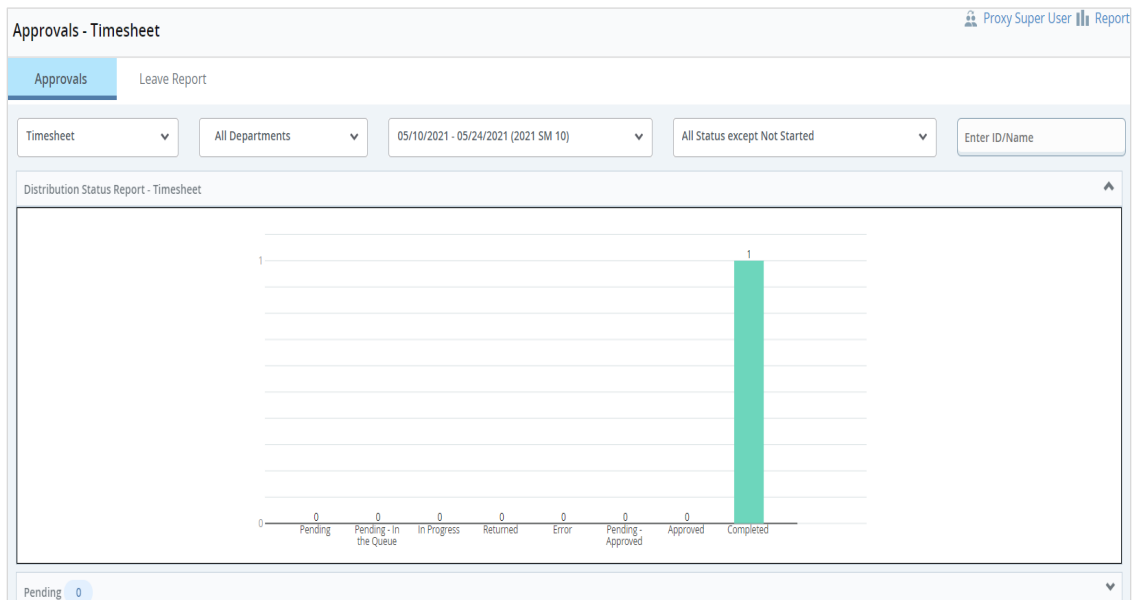 Approvals - Timesheet
Proxy Super User Report
Approvals Leave Report
Timesheet All Departments 05/10/2021 - 05/24/2021 (2021 SM 10) All Status except Not Started Enter ID/Name
Distribution Status Report - Timesheet
1
1
0
0 0 0 0 0 0 0
Pending Pending - In the Queue In Progress Returned Error Pending - Approved Approved Completed
Pending 0